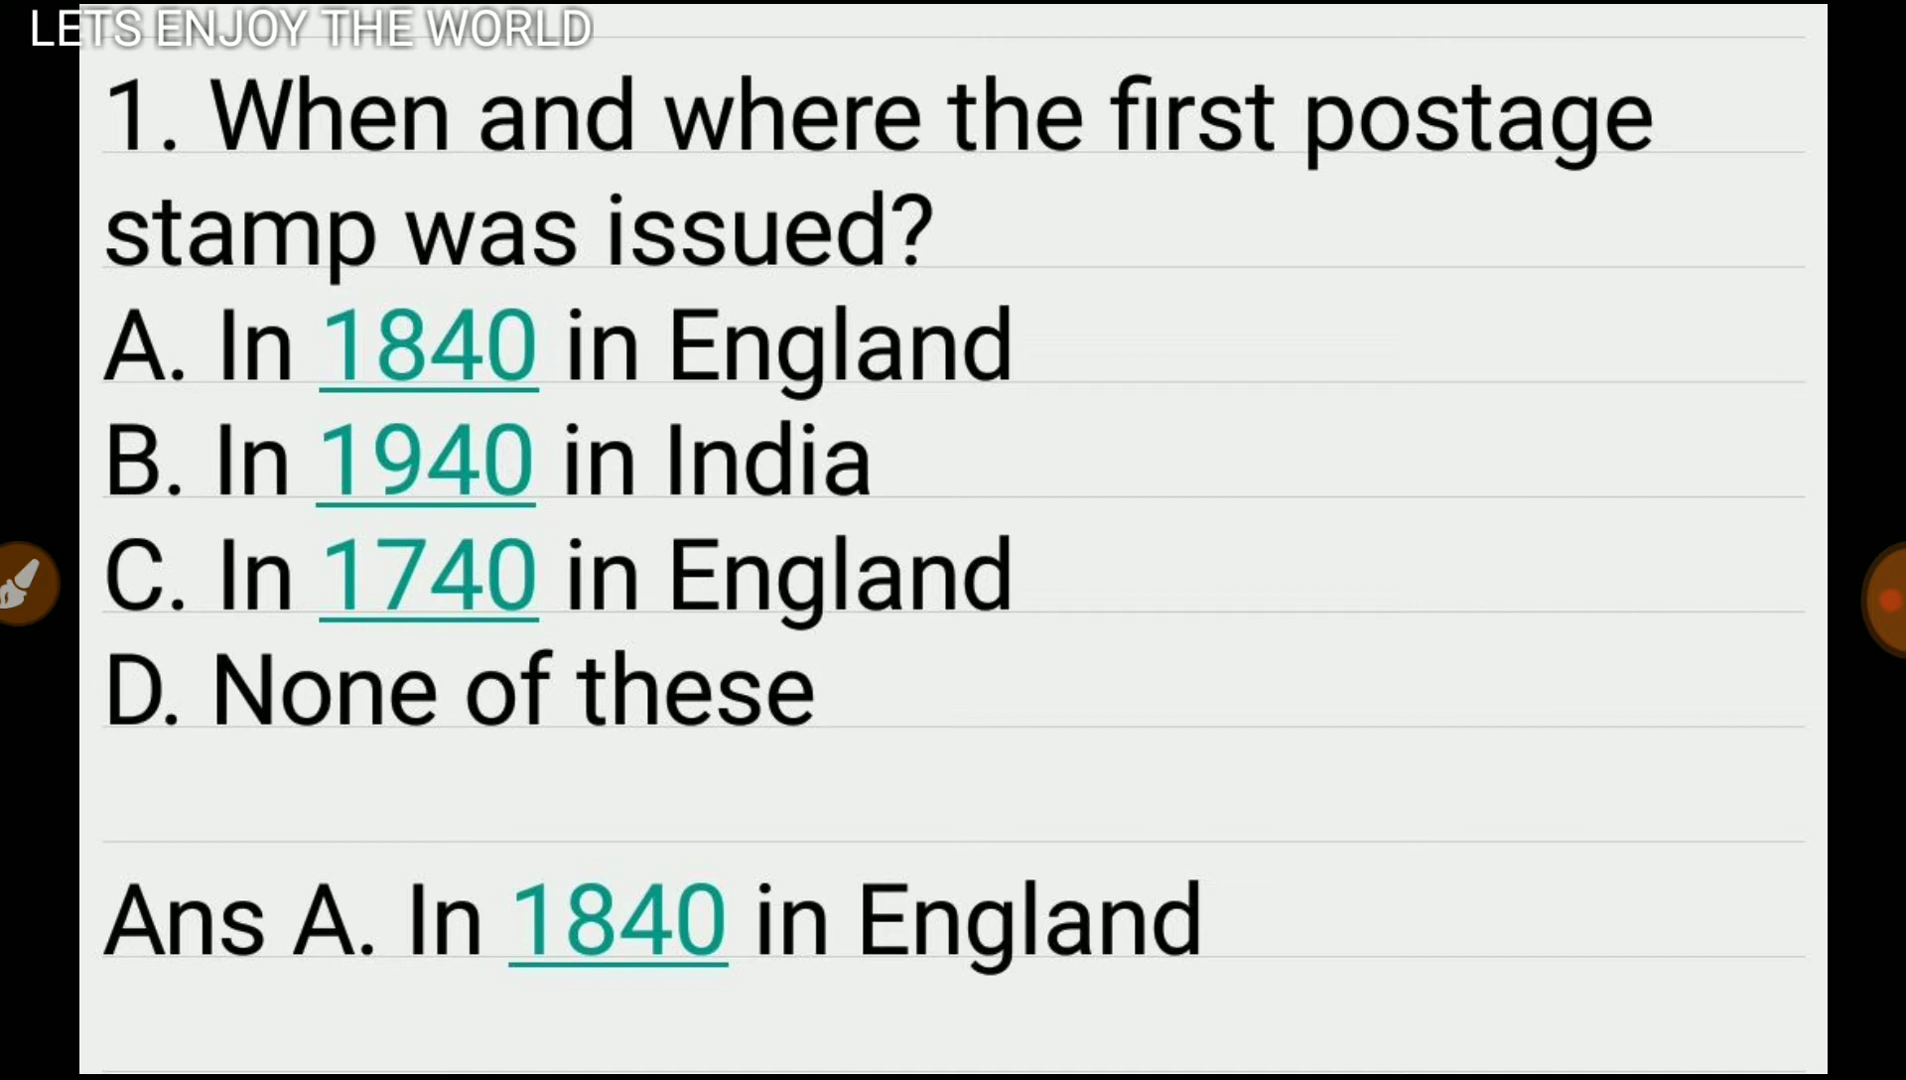 LETS ENJOY THE WORLD
1. When and where the first postage
stamp was issued?
A. In 1840 in England
B. In 1940 in India
C. In 1740 in England
D. None of these
Ans A. In 1840 in England